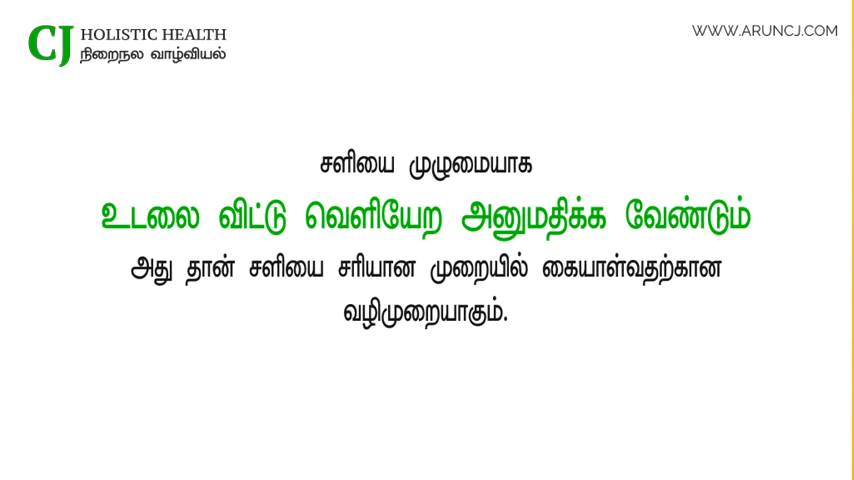 CJ HOLISTIC HEALTH
நிறைநல வாழ்வியல்
WWW.ARUNCJ.COM
சளியை முழுமையாக
உடலை விட்டு வெளியேற அனுமதிக்க வேண்டும்
அது தான் சளியை சரியான முறையில் கையாள்வதற்கான
வழிமுறையாகும்.